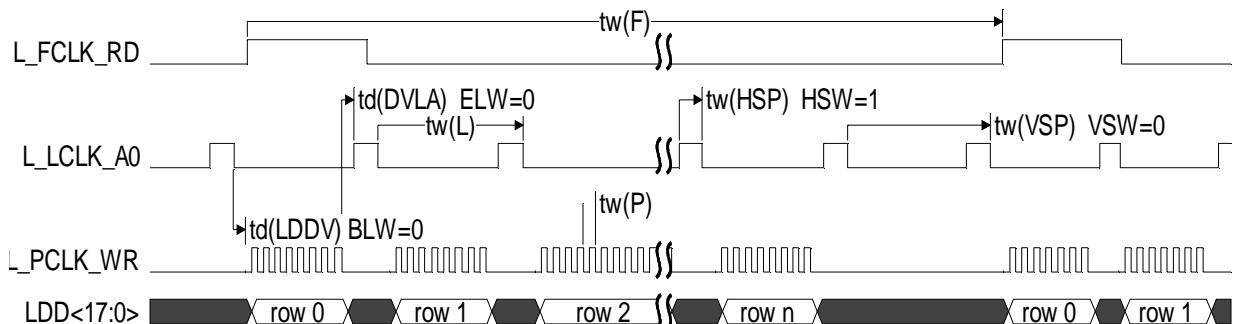 tw(F)
L_FCLK_RD
td(DVLA) ELW=0
tw(HSP) HSW=1
tw(L)
tw(VSP) VSW=0
L_LCLK_A0
tw(P)
td(LDDV) BLW=0
L_PCLK_WR
LDD<17:0> row 0 row 1 row 2 row n row 0 row 1